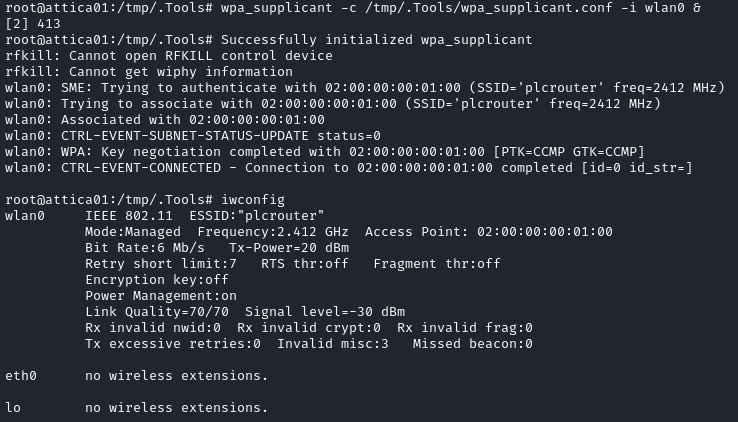 root@attica01:/tmp/.Tools# wpa_supplicant -c /tmp/.Tools/wpa_supplicant.conf -i wlan0 &
[2] 413
root@attica01:/tmp/.Tools# Successfully initialized wpa_supplicant
rfkill: Cannot open RFKILL control device
rfkill: Cannot get wiphy information
wlan0: SME: Trying to authenticate with 02:00:00:00:01:00 (SSID='plcrouter' freq=2412 MHz)
wlan0: Trying to associate with 02:00:00:00:01:00 (SSID='plcrouter' freq=2412 MHz)
wlan0: Associated with 02:00:00:00:01:00
wlan0: CTRL-EVENT-SUBNET-STATUS-UPDATE status=0
wlan0: WPA: Key negotiation completed with 02:00:00:00:01:00 [PTK=CCMP GTK=CCMP]
wlan0: CTRL-EVENT-CONNECTED - Connection to 02:00:00:00:01:00 completed [id=0 id_str=]

root@attica01:/tmp/.Tools# iwconfig
wlan0     IEEE 802.11  ESSID:"plcrouter"
          Mode:Managed  Frequency:2.412 GHz  Access Point: 02:00:00:00:01:00
          Bit Rate:6 Mb/s   Tx-Power=20 dBm
          Retry short limit:7   RTS thr:off   Fragment thr:off
          Encryption key:off
          Power Management:on
          Link Quality=70/70  Signal level=-30 dBm
          Rx invalid nwid:0  Rx invalid crypt:0  Rx invalid frag:0
          Tx excessive retries:0  Invalid misc:3   Missed beacon:0

eth0      no wireless extensions.

lo        no wireless extensions.